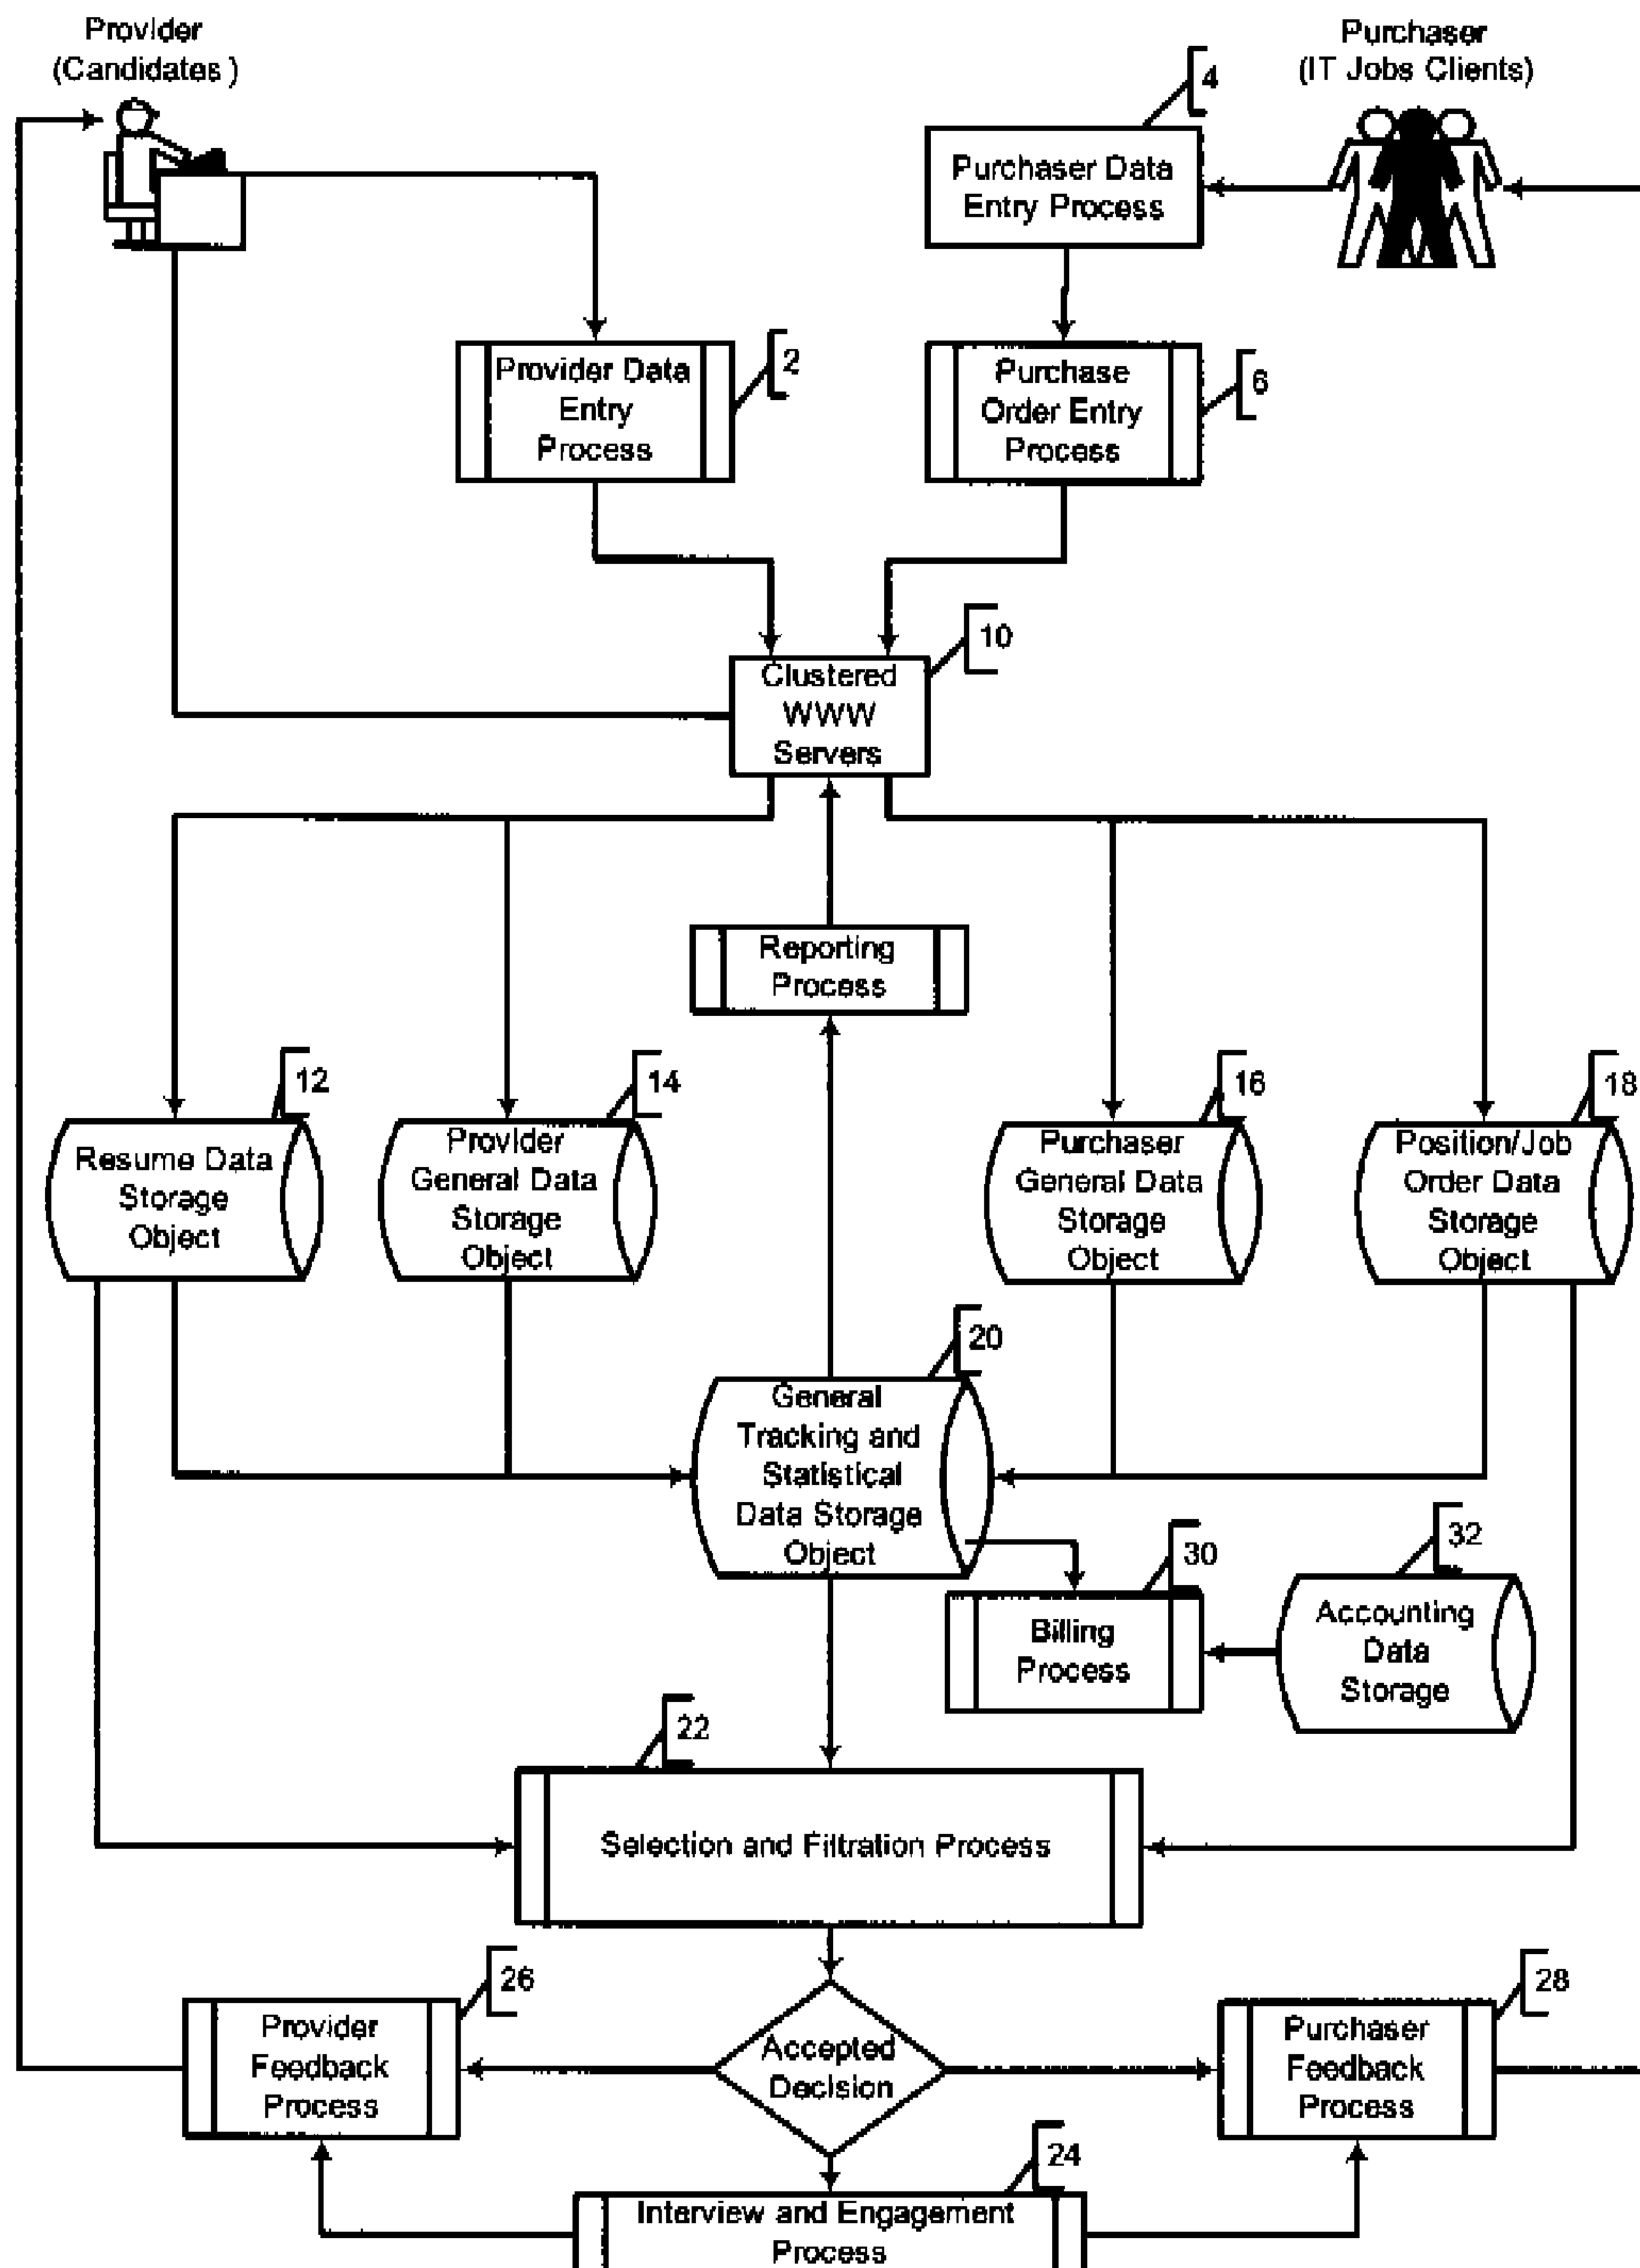 Provider
(Candidates)
Purchaser
(IT Jobs Clients)
4
Purchaser Data
Entry Process
Provider Data
Entry
Process
2
Purchase
Order Entry
Process
6
10
Clustered
WWW
Servers
Reporting
Process
12
Resume Data
Storage
Object
14
Provider
General Data
Storage
Object
16
Purchaser
General Data
Storage
Object
18
Position/Job
Order Data
Storage
Object
20
General
Tracking and
Statistical
Data Storage
Object
30
Billing
Process
32
Accounting
Data
Storage
22
Selection and Filtration Process
26
Provider
Feedback
Process
Accepted
Decision
28
Purchaser
Feedback
Process
24
Interview and Engagement
Process